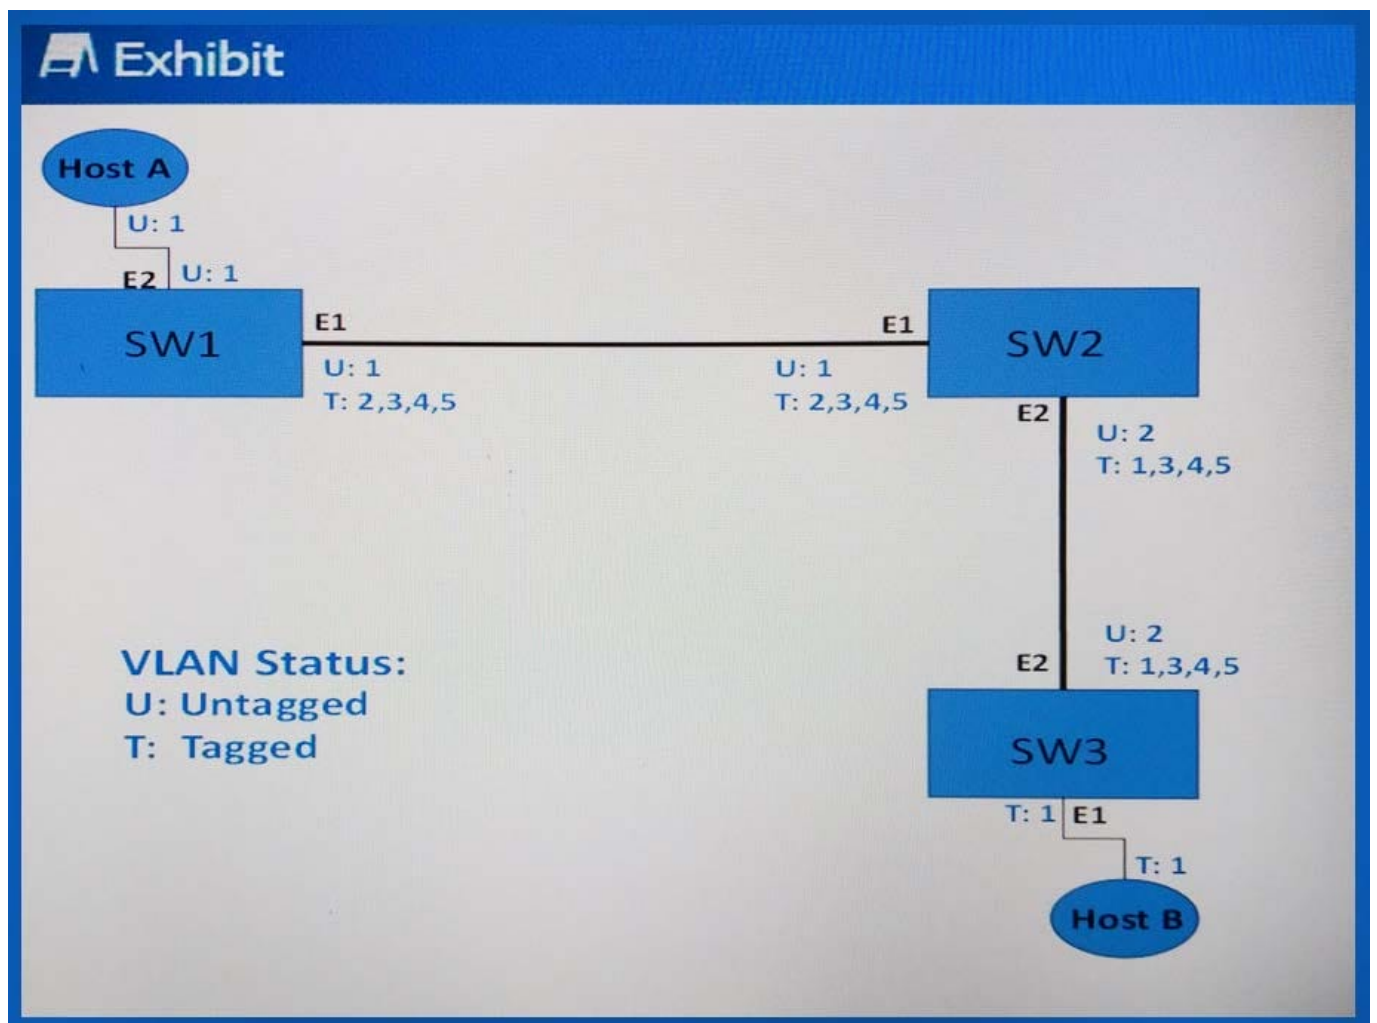 Exhibit
Host A
U: 1
E2 U: 1
SW1
E1
U: 1
T: 2,3,4,5
E1
U: 1
T: 2,3,4,5
SW2
E2
U: 2
T: 1,3,4,5
VLAN Status:
U: Untagged
T: Tagged
U: 2
E2
T: 1,3,4,5
SW3
T: 1 E1
T: 1
Host B